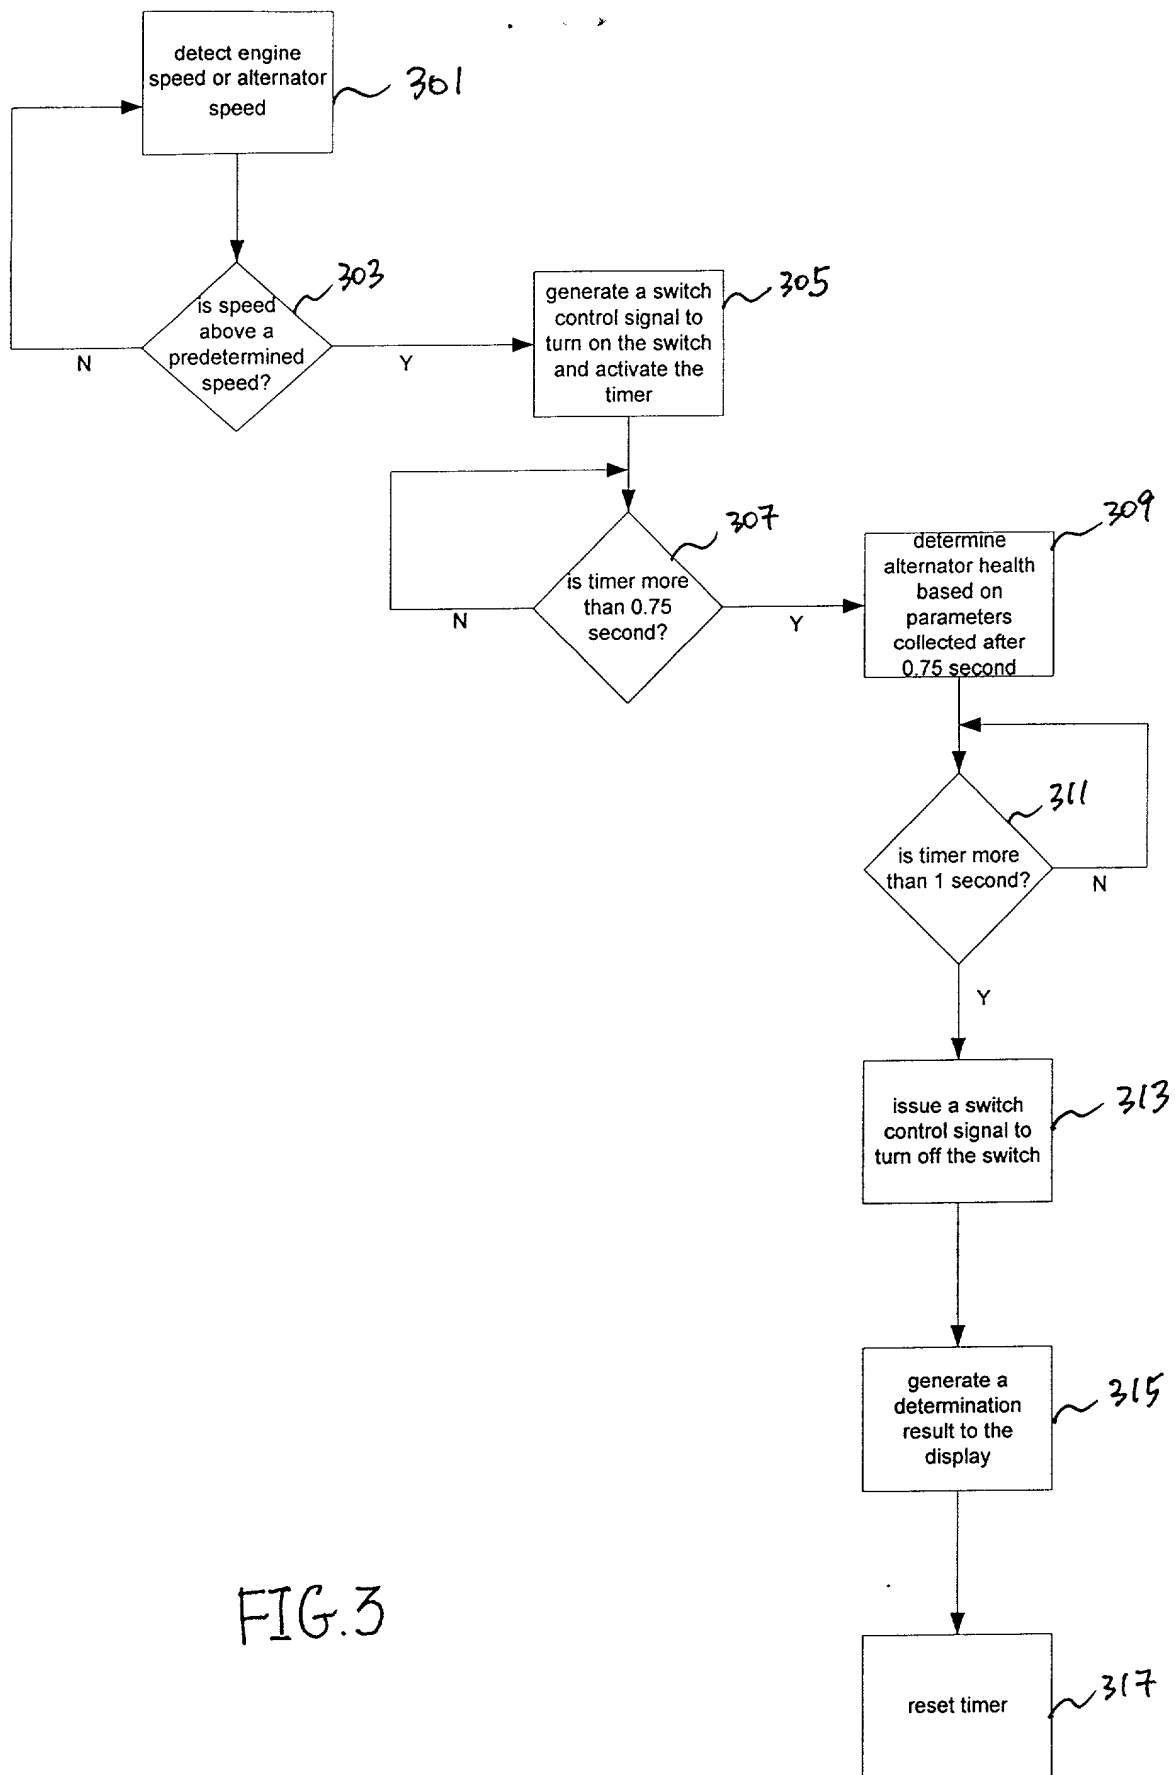 detect engine
speed or alternator
speed
301
is speed
above a
predetermined
speed?
303
N
Y
generate a switch
control signal to
turn on the switch
and activate the
timer
305
is timer more
than 0.75
second?
307
N
Y
determine
alternator health
based on
parameters
collected after
0.75 second
309
is timer more
than 1 second?
311
N
Y
issue a switch
control signal to
turn off the switch
313
generate a
determination
result to the
display
315
FIG.3
reset timer
317